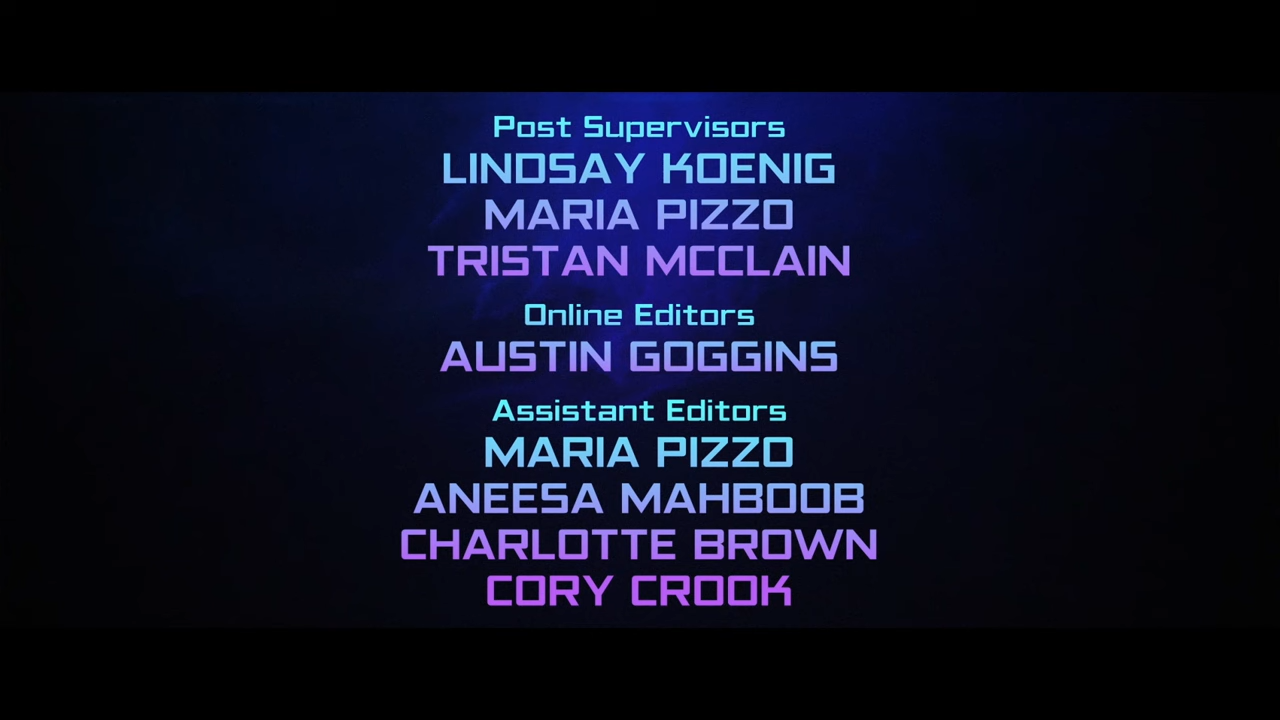 Post Supervisors
LINDSAY KOENIG
MARIA PIZZO
TRISTAN MCCLAIN
Online Editors
AUSTIN GOGGINS
Assistant Editors
MARIA PIZZO
ANEESA MAHBOOB
CHARLOTTE BROWN
CORY CROOK